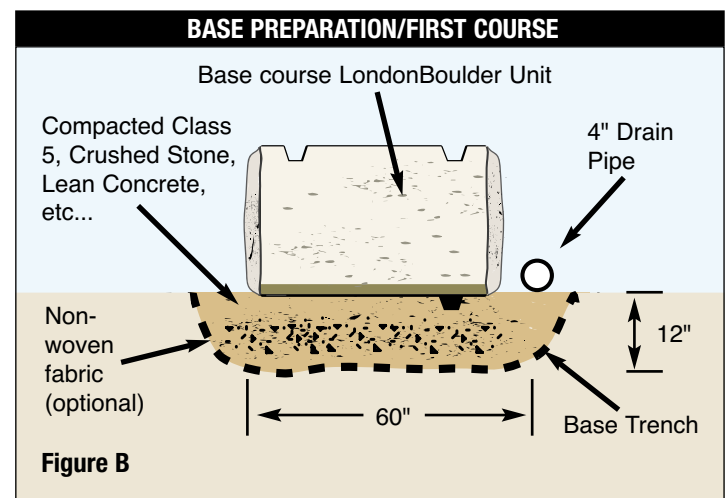 BASE PREPARATION/FIRST COURSE
Base course LondonBoulder Unit
Compacted Class
5, Crushed Stone,
Lean Concrete,
etc...
4" Drain
Pipe
Non-
woven
fabric
(optional)
12"
60"
Base Trench
Figure B